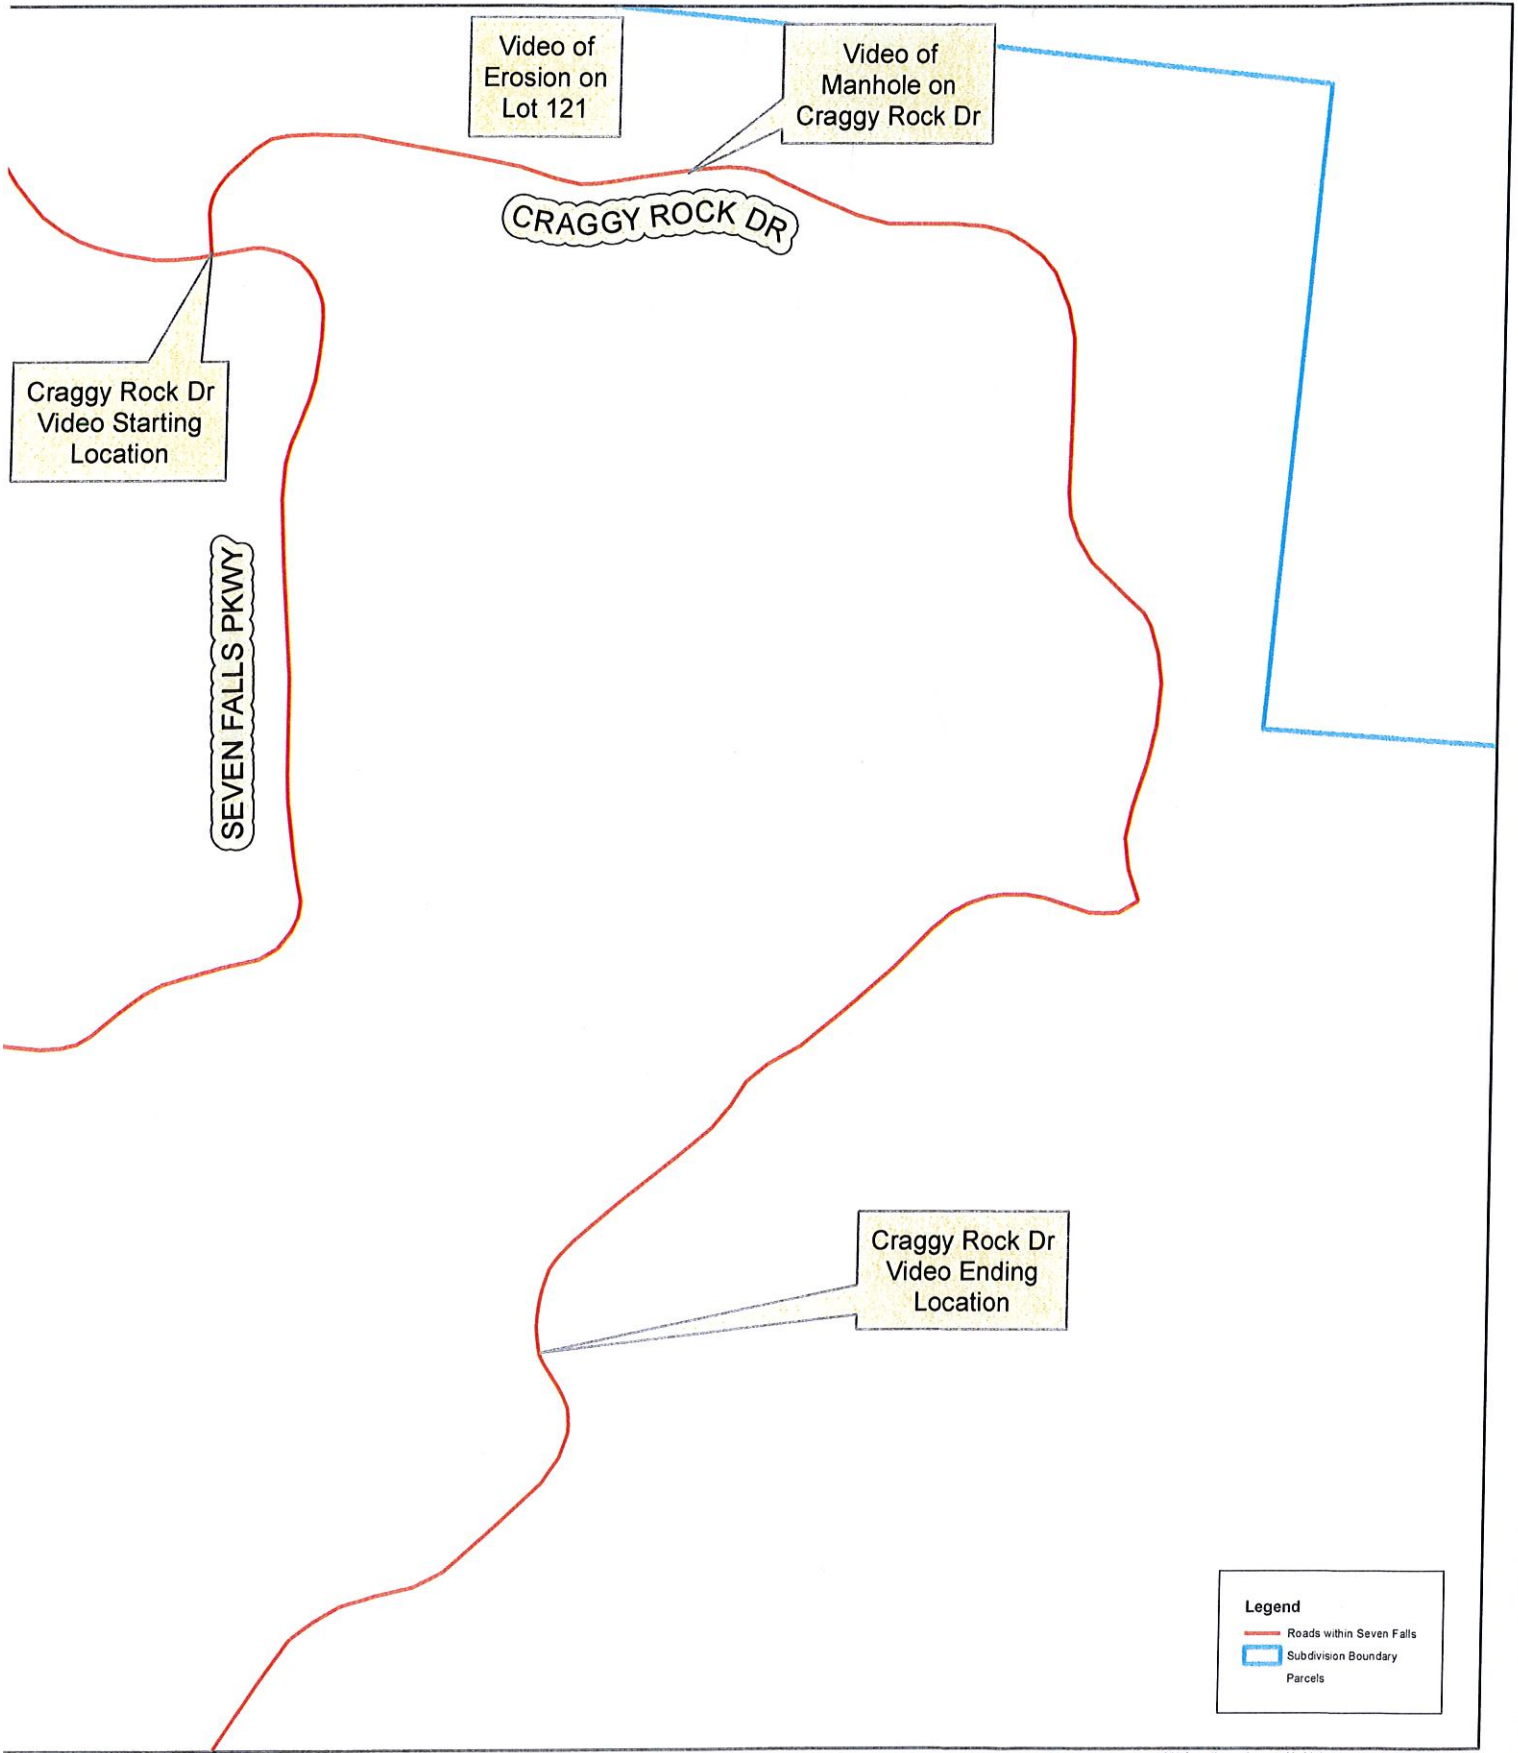 Video of
Erosion on
Lot 121
Video of
Manhole on
Craggy Rock Dr
CRAGGY ROCK DR
Craggy Rock Dr
Video Starting
Location
SEVEN FALLS PKWY
Craggy Rock Dr
Video Ending
Location
Legend
Roads within Seven Falls
Subdivision Boundary
Parcels